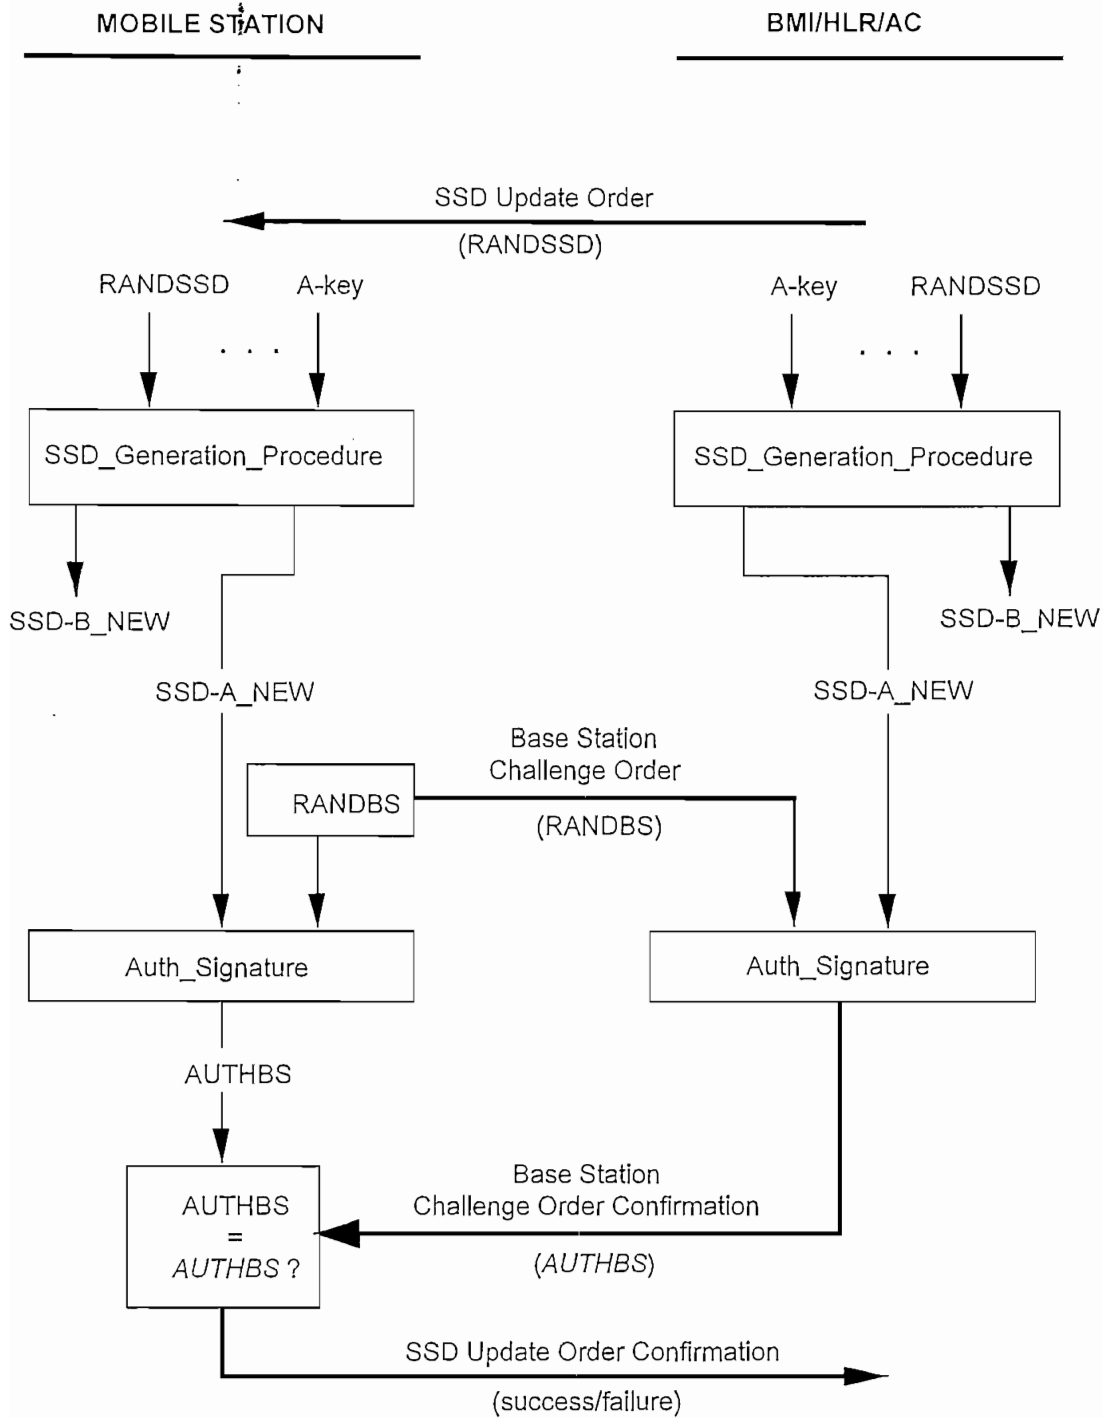 MOBILE STATION
BMI/HLR/AC
SSD Update Order
(RANDSSD)
RANDSSD
A-key
A-key
RANDSSD
. . .
. . .
SSD_Generation_Procedure
SSD_Generation_Procedure
SSD-B_NEW
SSD-B_NEW
SSD-A_NEW
SSD-A_NEW
Base Station
Challenge Order
RANDBS
(RANDBS)
Auth_Signature
Auth_Signature
AUTHBS
Base Station
Challenge Order Confirmation
AUTHBS
=
AUTHBS ?
(AUTHBS)
SSD Update Order Confirmation
(success/failure)